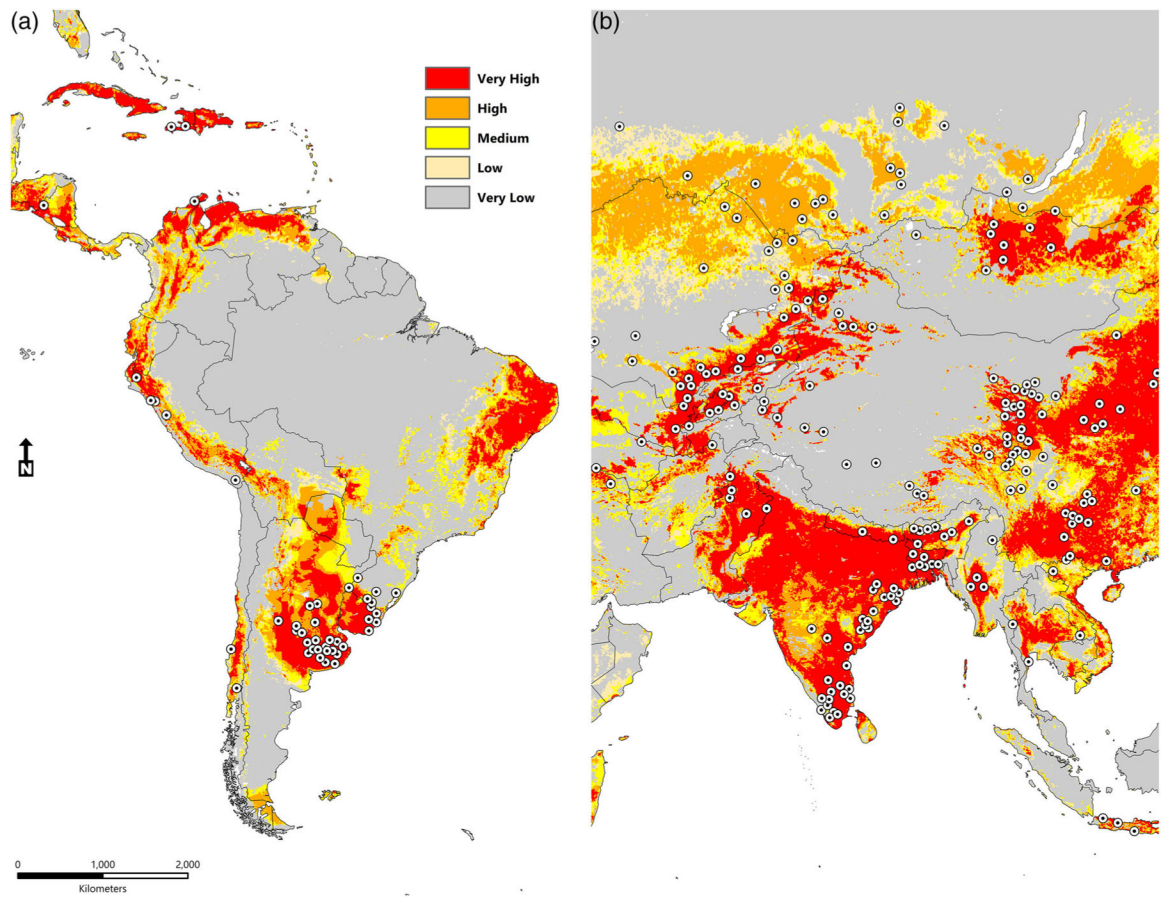 (a)
(b)
Very High
High
Medium
Low
Very Low
N
0 1,000 2,000
Kilometers